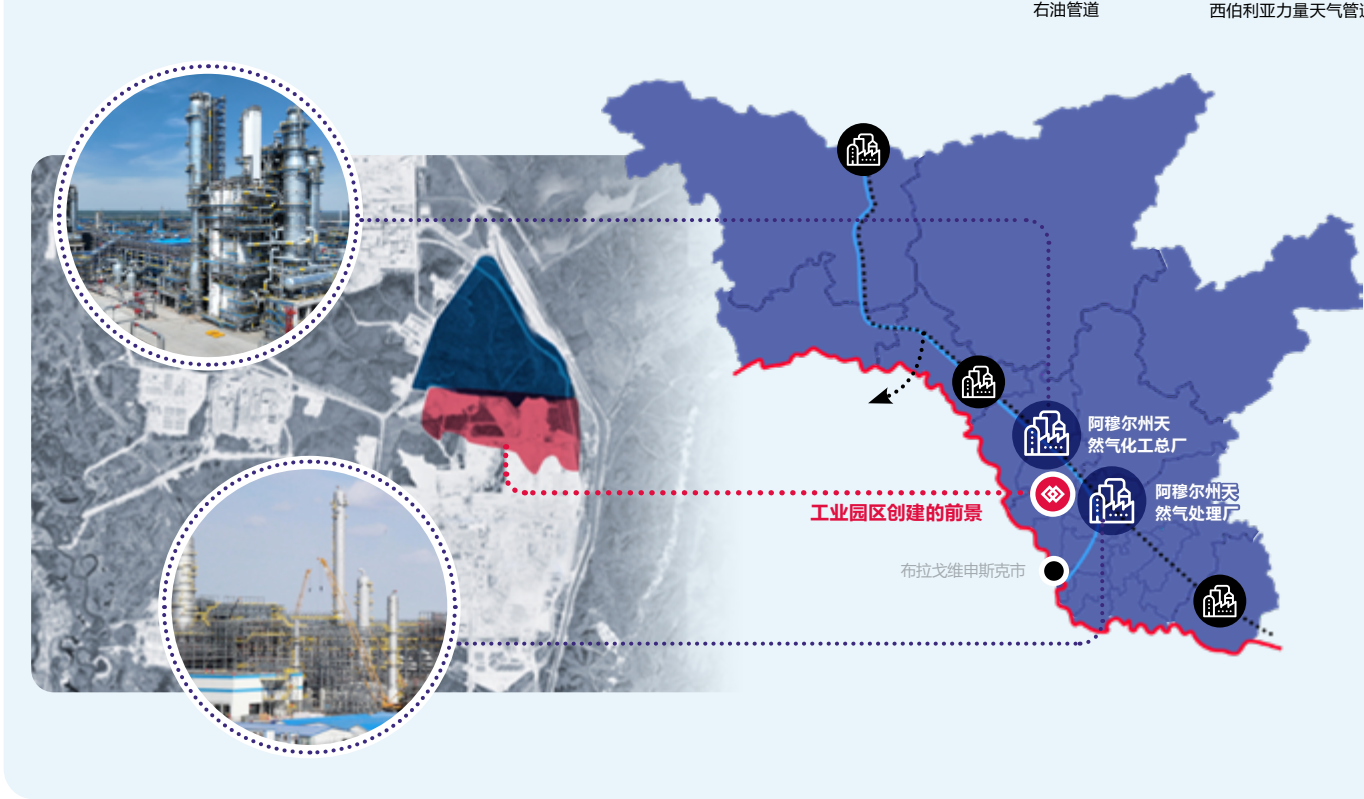 右油管道
西伯利亚力量天气管道
阿穆尔州天
然气化工总厂
阿穆尔州天
然气处理厂
工业园区创建的前景
布拉戈维申斯克市